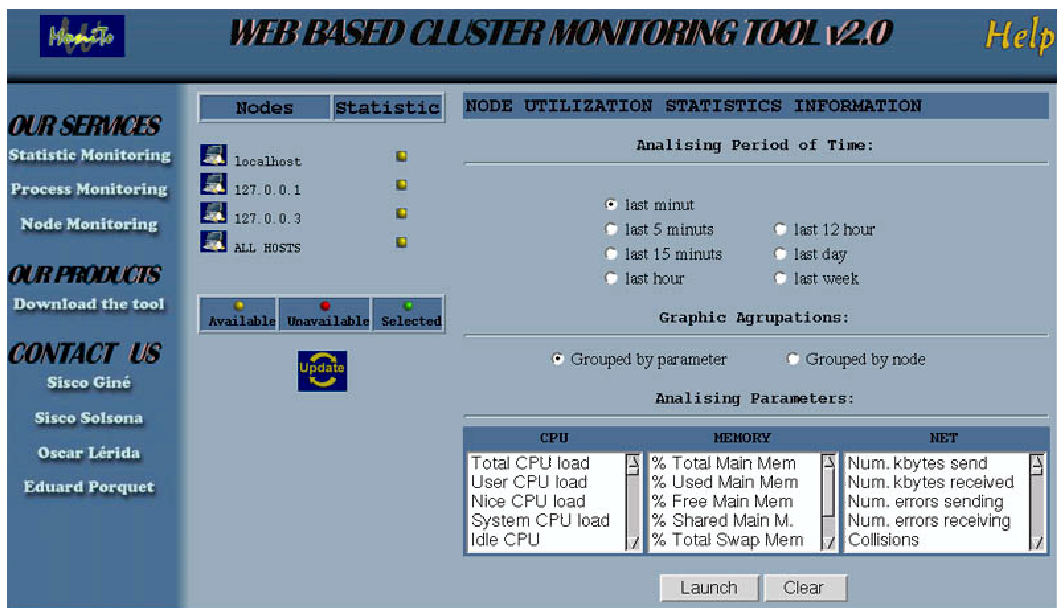 Monito
WEB BASED CLUSTER MONITORING TOOL v2.0
Help
OUR SERVICES
Statistic Monitoring
Process Monitoring
Node Monitoring
OUR PRODUCTS
Download the tool
CONTACT US
Sisco Giné
Sisco Solsona
Oscar Lérida
Eduard Porquet
Nodes Statistic
localhost
127.0.0.1
127.0.0.3
ALL HOSTS
Available Unavailable Selected
Update
NODE UTILIZATION STATISTICS INFORMATION
Analising Period of Time:
last minut
last 5 minuts last 12 hour
last 15 minuts last day
last hour last week
Graphic Agrupations:
Grouped by parameter Grouped by node
Analising Parameters:
CPU MEMORY NET
Total CPU load % Total Main Mem Num. kbytes send
User CPU load % Used Main Mem Num. kbytes received
Nice CPU load % Free Main Mem Num. errors sending
System CPU load % Shared Main M. Num. errors receiving
Idle CPU % Total Swap Mem Collisions
Launch Clear